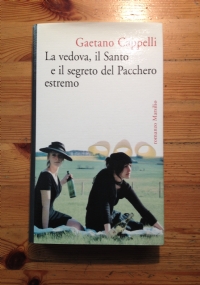 Gaetano Cappelli
La vedova, il Santo
e il segreto del Pacchero
estremo
romanzo Marsilio